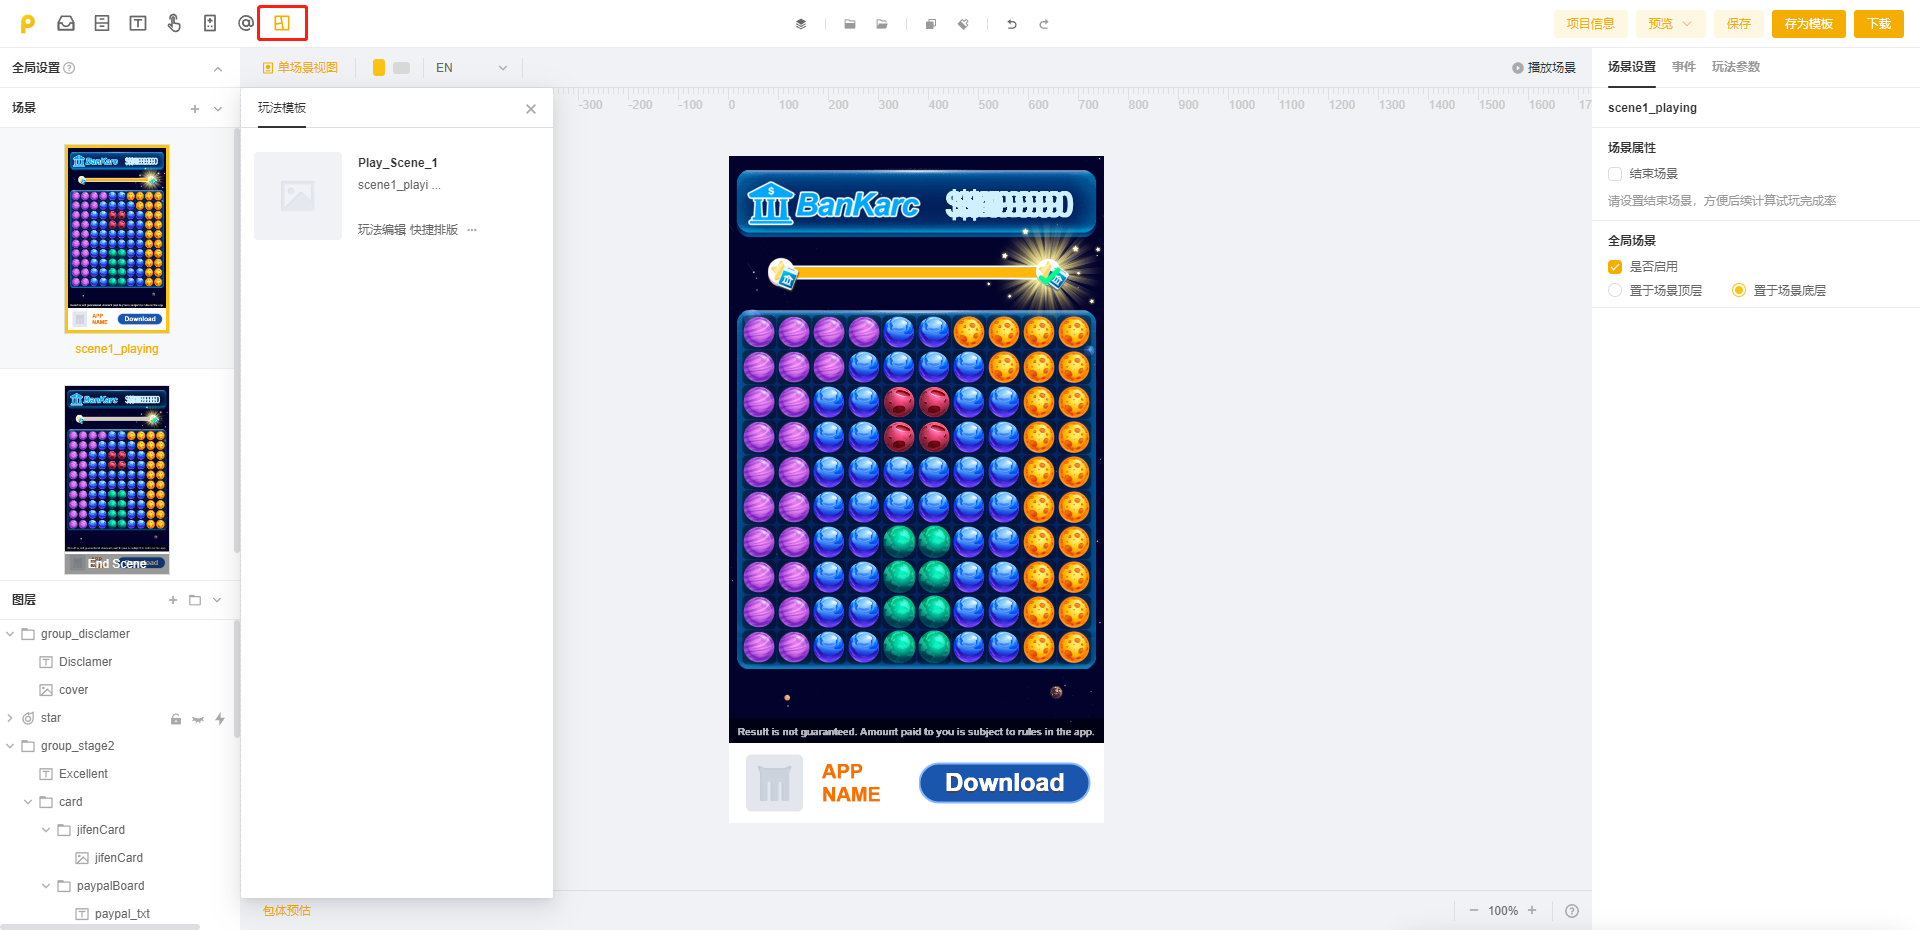 项目信息
预览
保存
存为模板
下载
全局设置
单场景视图
EN
播放场景
场景设置 事件 玩法参数
场景
玩法模板
-300 -200 -100 0 100 200 300 400 500 600 700 800 900 1000 1100 1200 1300 1400 1500 1600 17
scene1_playing
Play_Scene_1
scene1_playi ...
玩法编辑 快捷排版 ...
场景属性
结束场景
请设置结束场景，方便后续计算试玩完成率
全局场景
是否启用
置于场景顶层
置于场景底层
BanKarc
APP
NAME
Download
scene1_playing
BanKarc
End Scene
BanKarc
Result is not guaranteed. Amount paid to you is subject to rules in the app.
APP
NAME
Download
图层
group_disclamer
Disclamer
cover
star
group_stage2
Excellent
card
jifenCard
jifenCard
paypalBoard
paypal_txt
包体预估
100%